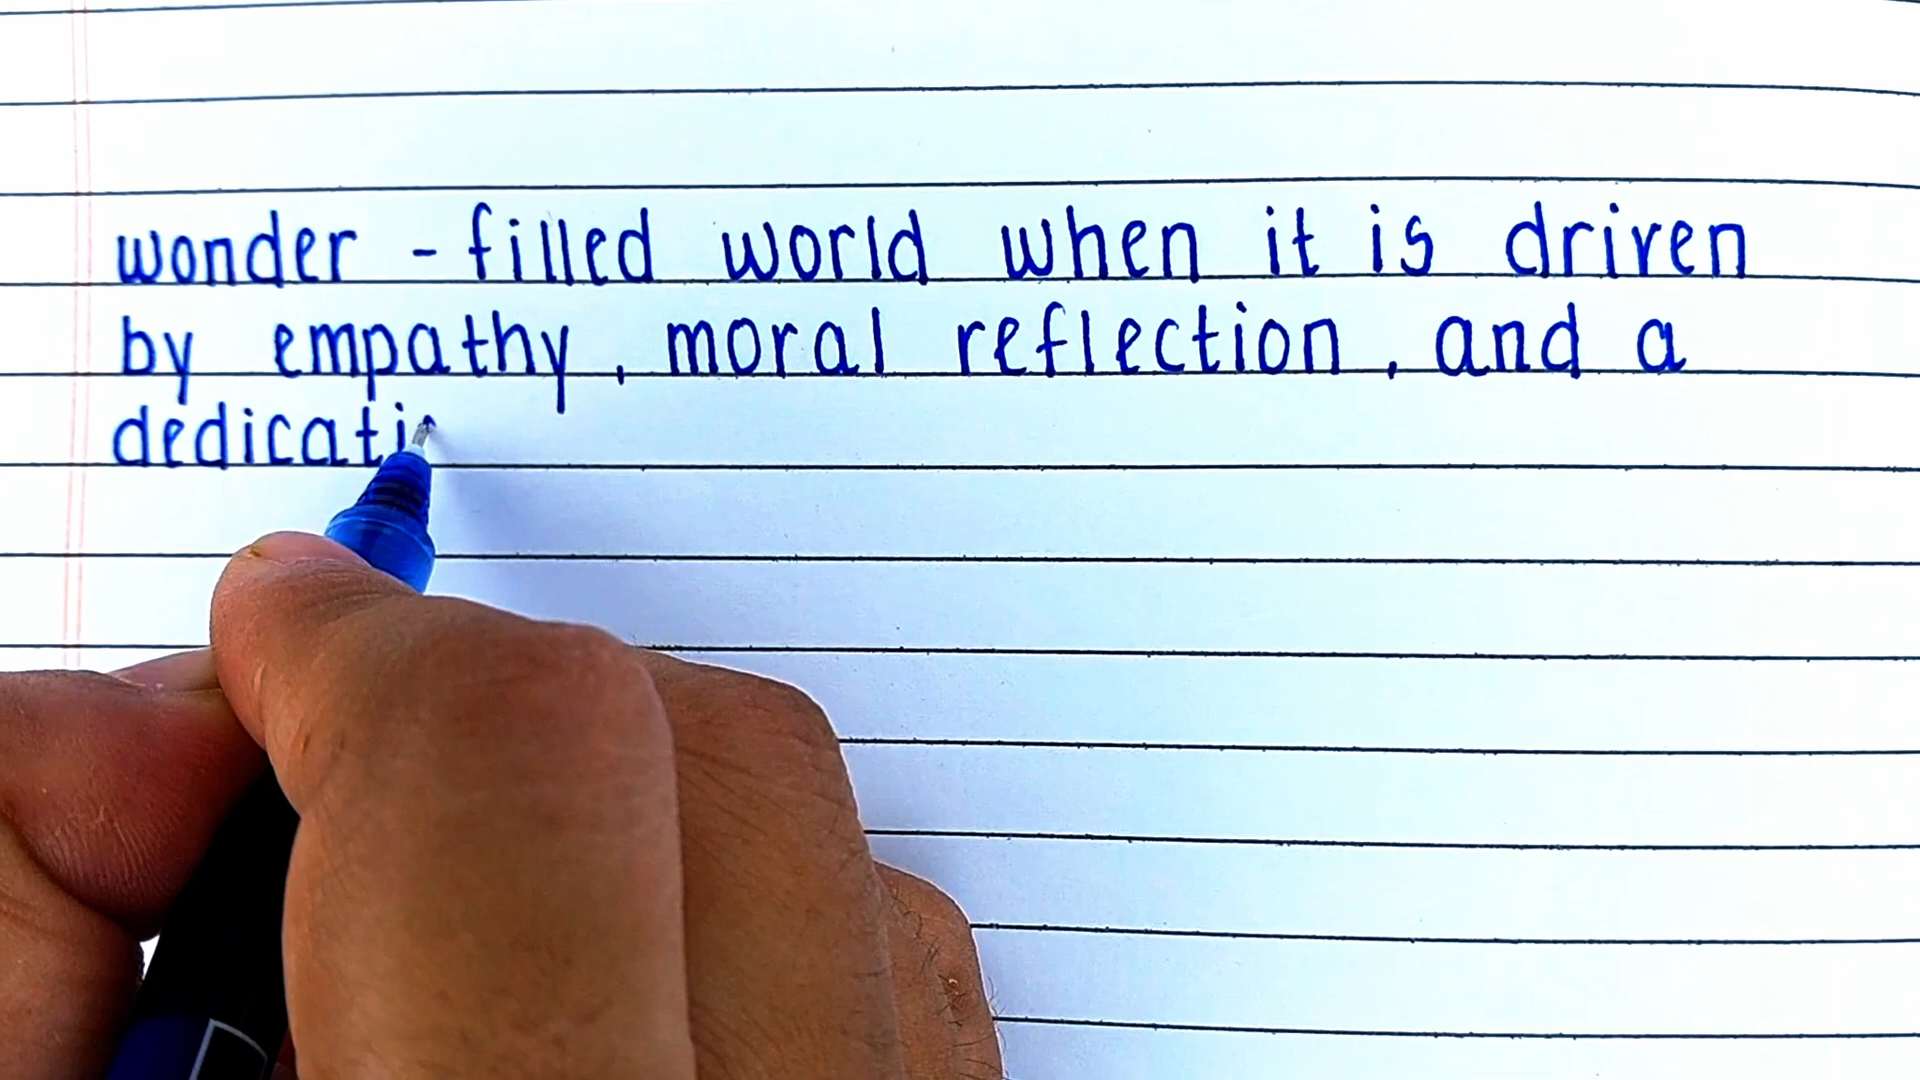 wonder - filled world when it is driven
by empathy, moral reflection, and a
dedicati